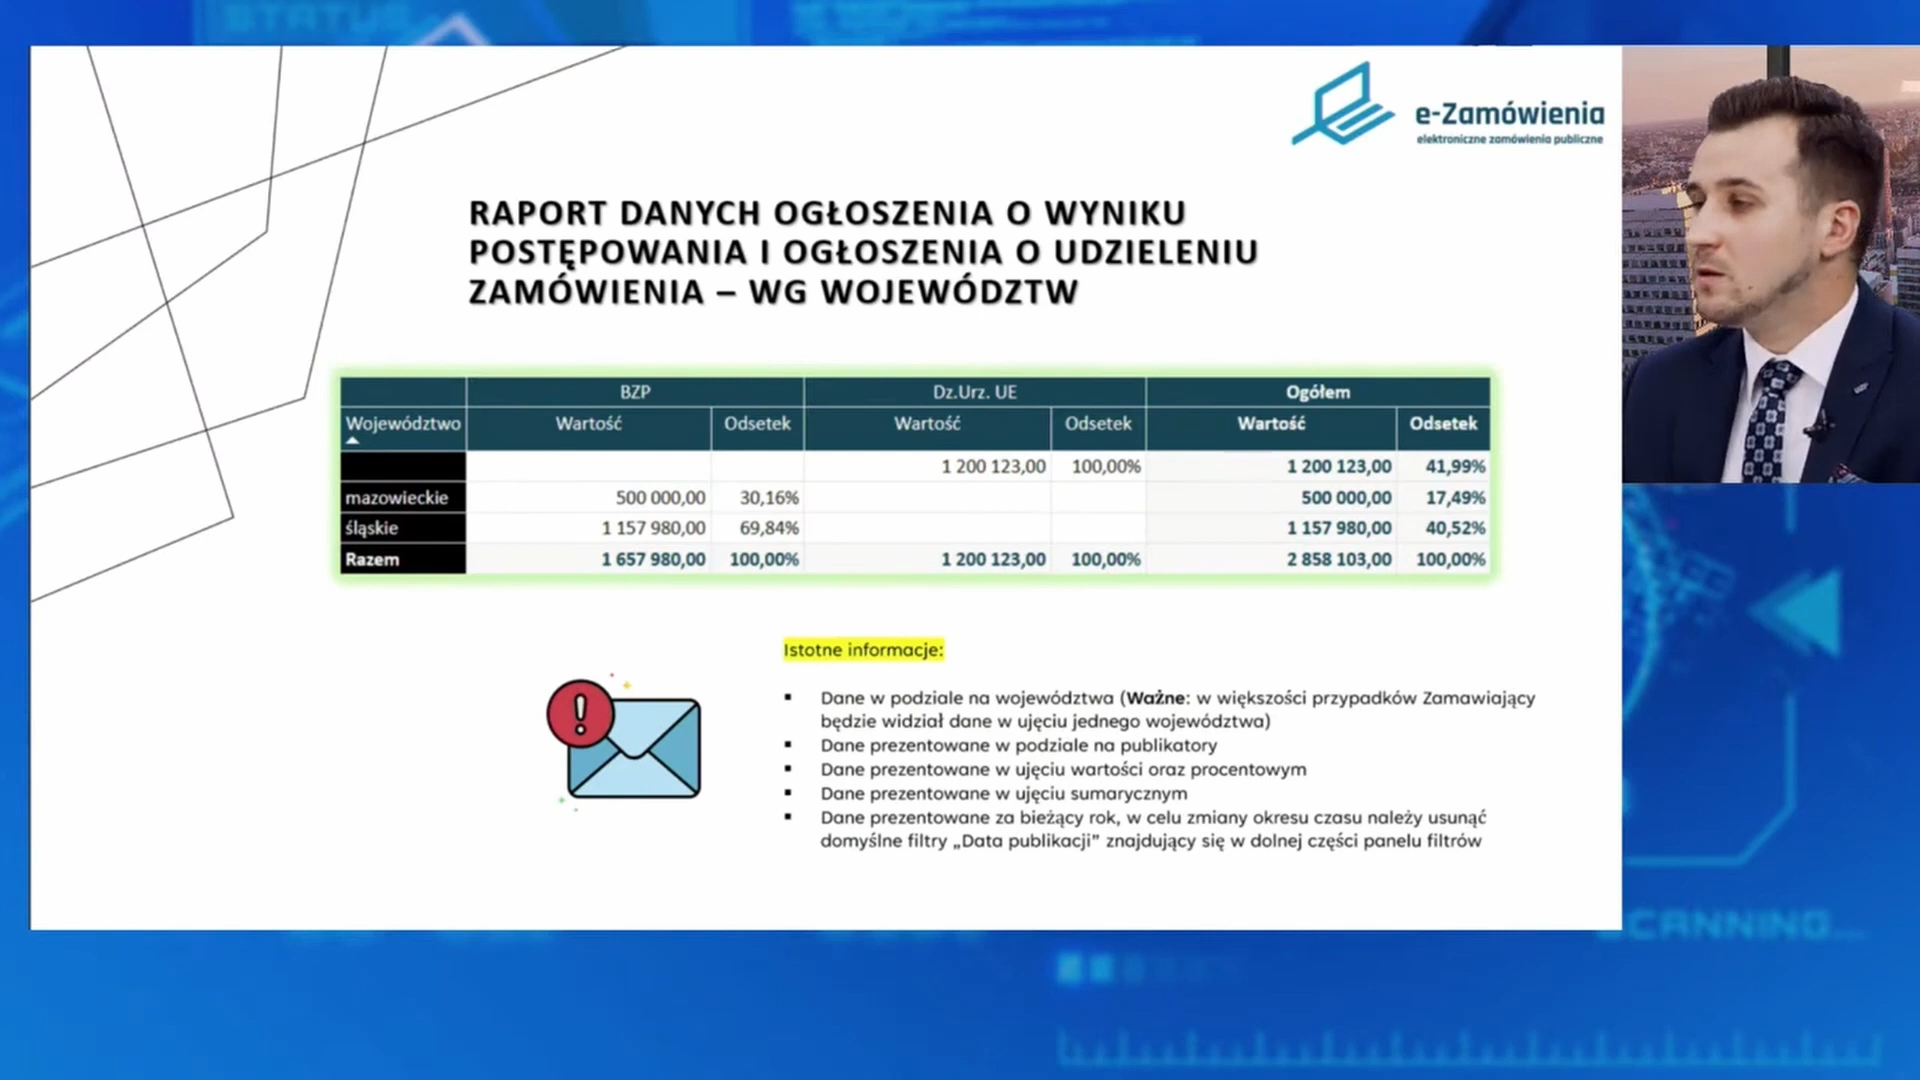 STATUS
e-Zamówienia
elektroniczne zamówienia publiczne
RAPORT DANYCH OGŁOSZENIA O WYNIKU
POSTĘPOWANIA I OGŁOSZENIA O UDZIELENIU
ZAMÓWIENIA – WG WOJEWÓDZTW
BZP Dz.Urz. UE Ogółem
Województwo Wartość Odsetek Wartość Odsetek Wartość Odsetek
1 200 123,00 100,00% 1 200 123,00 41,99%
mazowieckie 500 000,00 30,16% 500 000,00 17,49%
śląskie 1 157 980,00 69,84% 1 157 980,00 40,52%
Razem 1 657 980,00 100,00% 1 200 123,00 100,00% 2 858 103,00 100,00%
Istotne informacje:
▪ Dane w podziale na województwa (Ważne: w większości przypadków Zamawiający
będzie widział dane w ujęciu jednego województwa)
▪ Dane prezentowane w podziale na publikatory
▪ Dane prezentowane w ujęciu wartości oraz procentowym
▪ Dane prezentowane w ujęciu sumarycznym
▪ Dane prezentowane za bieżący rok, w celu zmiany okresu czasu należy usunąć
domyślne filtry „Data publikacji” znajdujący się w dolnej części panelu filtrów
SCANNING...